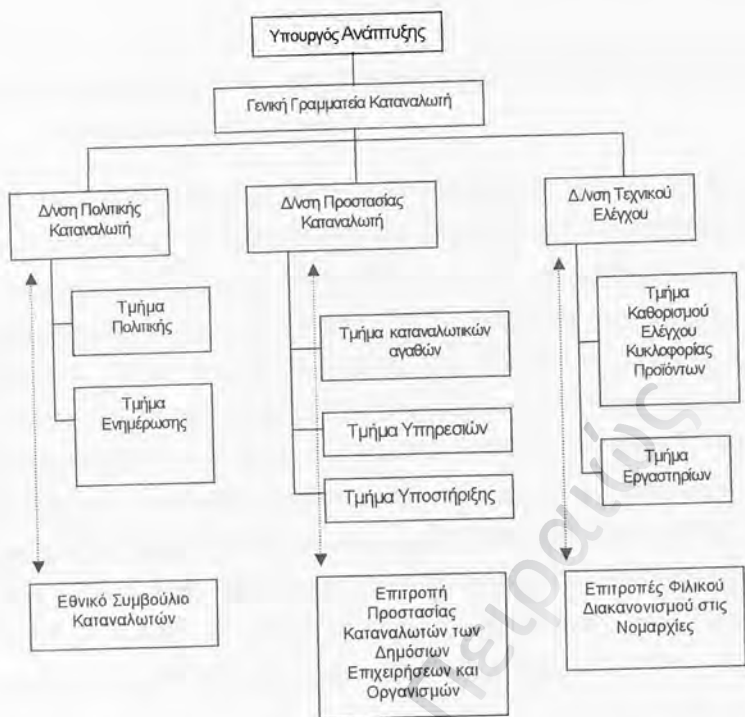 Υπουργός Ανάπτυξης
Γενική Γραμματεία Καταναλωτή
Δ/νση Πολιτικής
Καταναλωτή
Δ/νση Προστασίας
Καταναλωτή
Δ./νση Τεχνικού
Ελέγχου
Τμήμα
Πολιτικής
Τμήμα
Ενημέρωσης
Τμήμα καταναλωτικών
αγαθών
Τμήμα Υπηρεσιών
Τμήμα Υποστήριξης
Τμήμα
Καθορισμού
Ελέγχου
Κυκλοφορίας
Προϊόντων
Τμήμα
Εργαστηρίων
Εθνικό Συμβούλιο
Καταναλωτών
Επιτροπή
Προστασίας
Καταναλωτών των
Δημόσιων
Επιχειρήσεων και
Οργανισμών
Επιτροπές Φιλικού
Διακανονισμού στις
Νομαρχίες
Πειραιώς